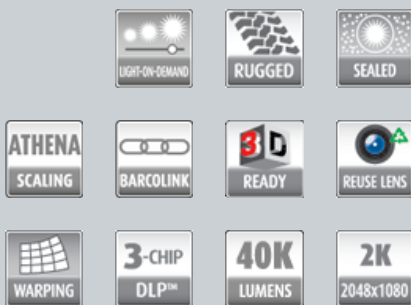 LIGHT-ON-DEMAND
RUGGED
SEALED
ATHENA
SCALING
BARCOLINK
3D
READY
REUSE LENS
WARPING
3-CHIP
DLP™
40K
LUMENS
2K
2048x1080